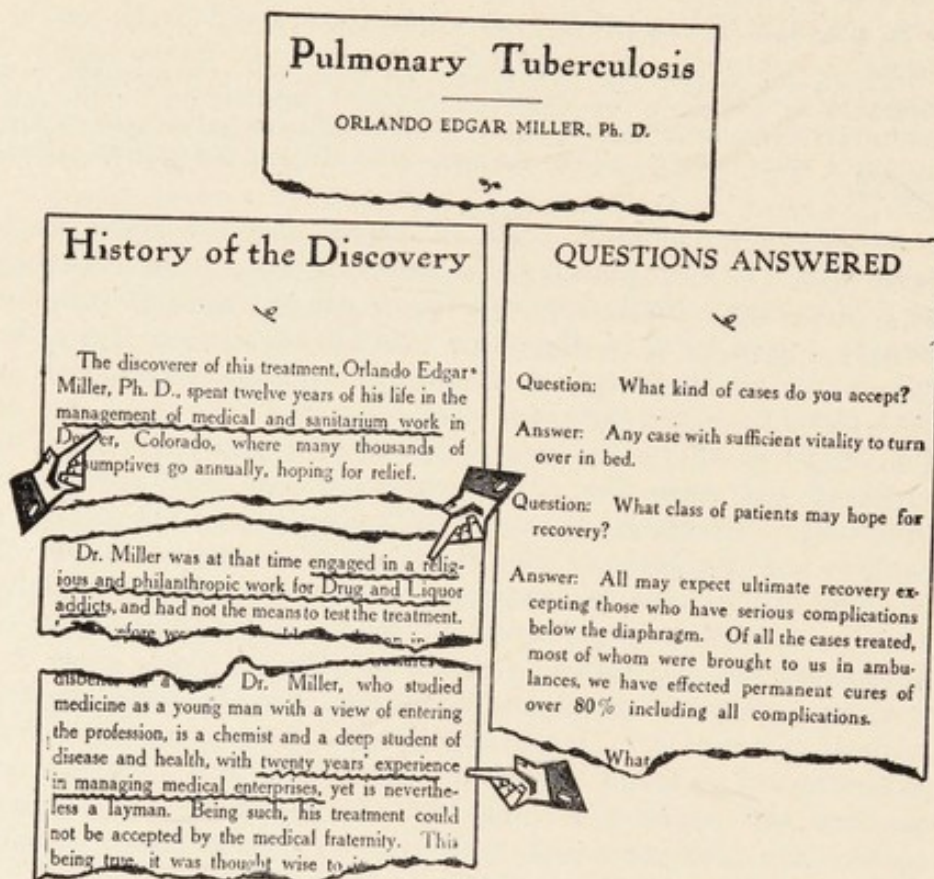 Pulmonary Tuberculosis
ORLANDO EDGAR MILLER, Ph. D.
History of the Discovery
The discoverer of this treatment, Orlando Edgar
Miller, Ph. D., spent twelve years of his life in the
management of medical and sanitarium work in
Colorado, where many thousands of
sumptives go annually, hoping for relief.
Dr. Miller was at that time engaged in a relig-
ious and philanthropic work for Drug and Liquor
addicts, and had not the means to test the treatment.
Dr. Miller, who studied
medicine as a young man with a view of entering
the profession, is a chemist and a deep student of
disease and health, with twenty years' experience
in managing medical enterprises, yet is neverthe-
less a layman. Being such, his treatment could
not be accepted by the medical fraternity. This
being true, it was thought wise to
QUESTIONS ANSWERED
Question: What kind of cases do you accept?
Answer: Any case with sufficient vitality to turn
over in bed.
Question: What class of patients may hope for
recovery?
Answer: All may expect ultimate recovery ex-
cepting those who have serious complications
below the diaphragm. Of all the cases treated,
most of whom were brought to us in ambu-
lances, we have effected permanent cures of
over 80% including all complications.
What